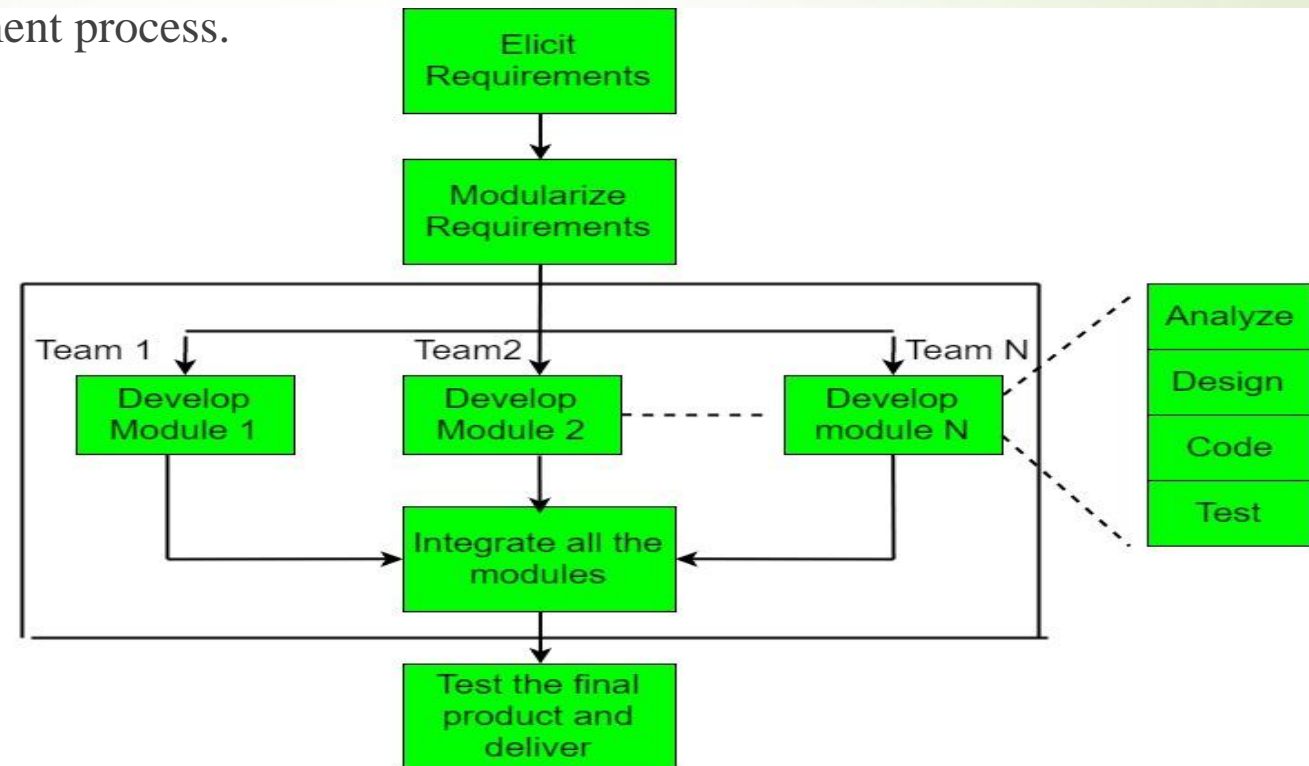 nent process.
Elicit
Requirements
Modularize
Requirements
Team 1
Team2
Team N
Develop
Module 1
Develop
Module 2
Develop
module N
Analyze
Design
Code
Test
Integrate all the
modules
Test the final
product and
deliver